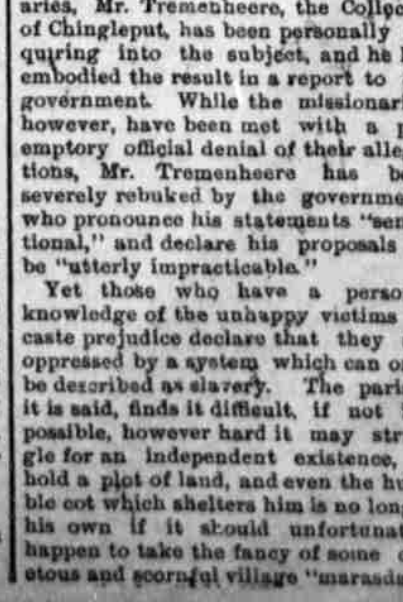 aries, Mr. Tremenheere, the Collec
of Chingleput, has been personally
quiring into the subject, and he
embodied the result in a report to
government. While the missionari
however, have been met with a p
emptory official denial of their alle
tions, Mr. Tremenheere has be
severely rebuked by the governme
who pronounce his statements "sen
tional," and declare his proposals
be "utterly impracticable."
Yet those who have a perso
knowledge of the unhappy victims
caste prejudice declare that they
oppressed by a system which can o
be described as slavery. The pari
it is said, finds it difficult, if not
possible, however hard it may str
gle for an independent existence,
hold a plot of land, and even the hu
ble cot which shelters him is no lon
his own if it should unfortunat
happen to take the fancy of some c
etous and scornful village "marasda